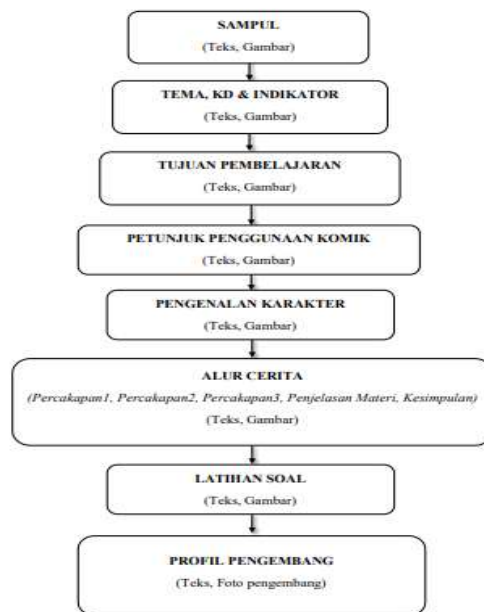 SAMPUL
(Teks, Gambar)
TEMA, KD & INDIKATOR
(Teks, Gambar)
TUJUAN PEMBELAJARAN
(Teks, Gambar)
PETUNJUK PENGGUNAAN KOMIK
(Teks, Gambar)
PENGENALAN KARAKTER
(Teks, Gambar)
ALUR CERITA
(Percakapan1, Percakapan2, Percakapan3, Penjelasan Materi, Kesimpulan)
(Teks, Gambar)
LATIHAN SOAL
(Teks, Gambar)
PROFIL PENGEMBANG
(Teks, Foto pengembang)